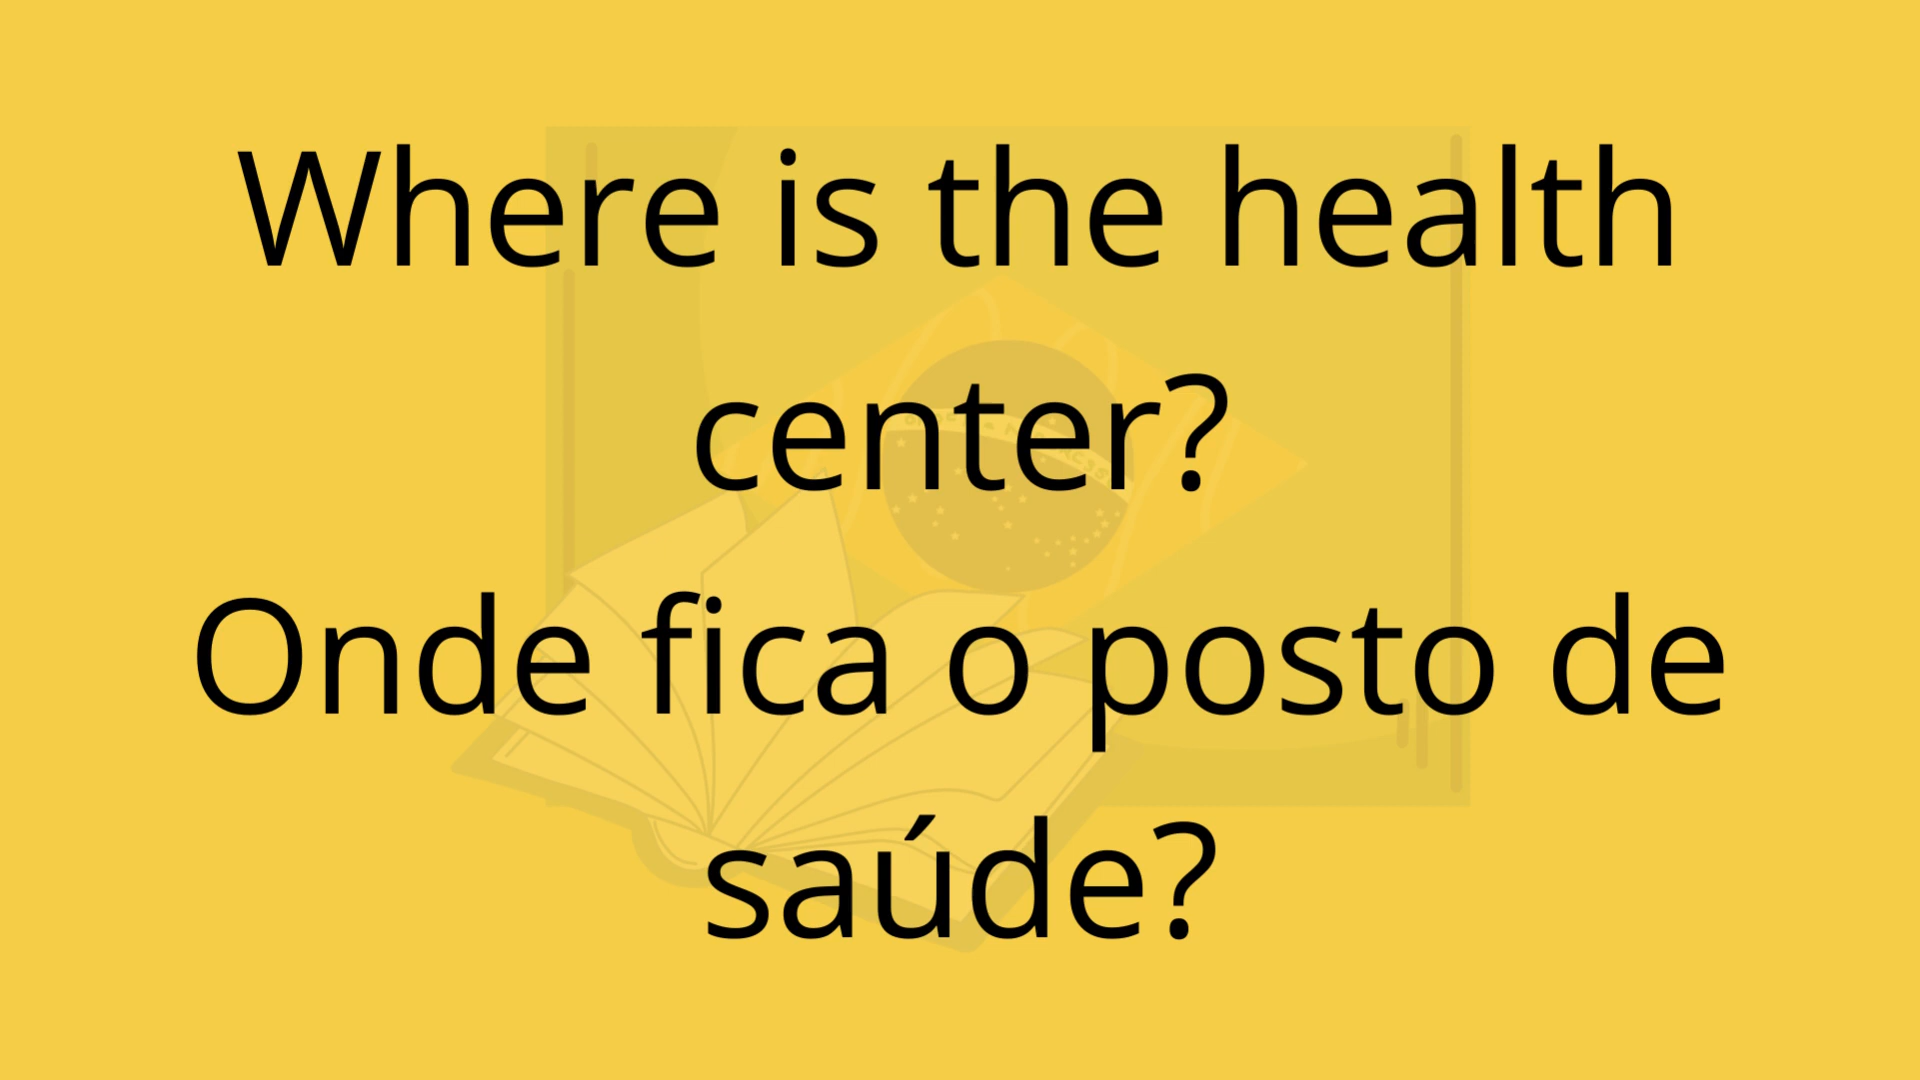 Where is the health
center?
Onde fica o posto de
saúde?